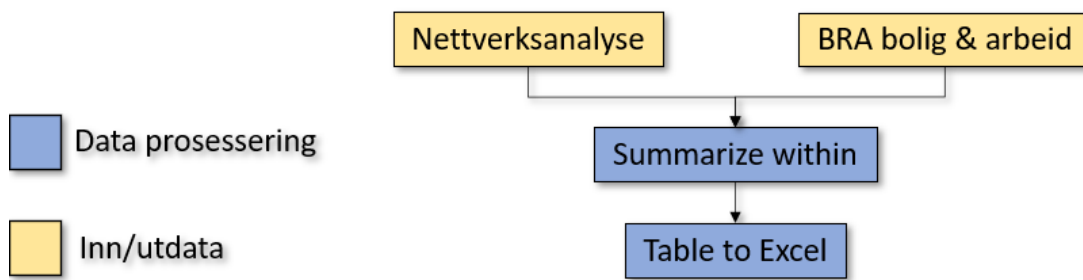 Nettverksanalyse
BRA bolig & arbeid
Data prosessering
Summarize within
Inn/utdata
Table to Excel